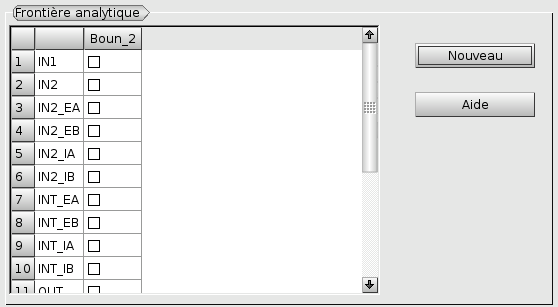 Frontière analytique
Boun_2
1 IN1
2 IN2
3 IN2_EA
4 IN2_EB
5 IN2_IA
6 IN2_IB
7 INT_EA
8 INT_EB
9 INT_IA
10 INT_IB
11 OUT
Nouveau
Aide